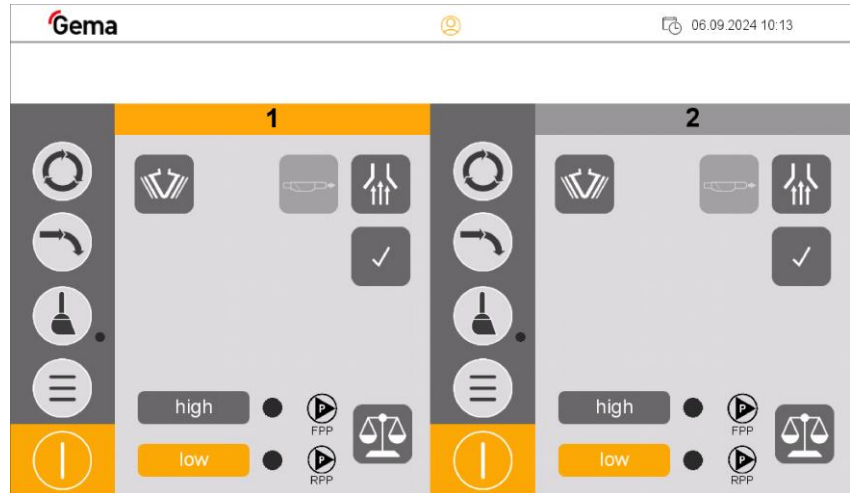 Gema
06.09.2024 10:13
1
2
high
P
FPP
low
P
RPP
high
P
FPP
low
P
RPP